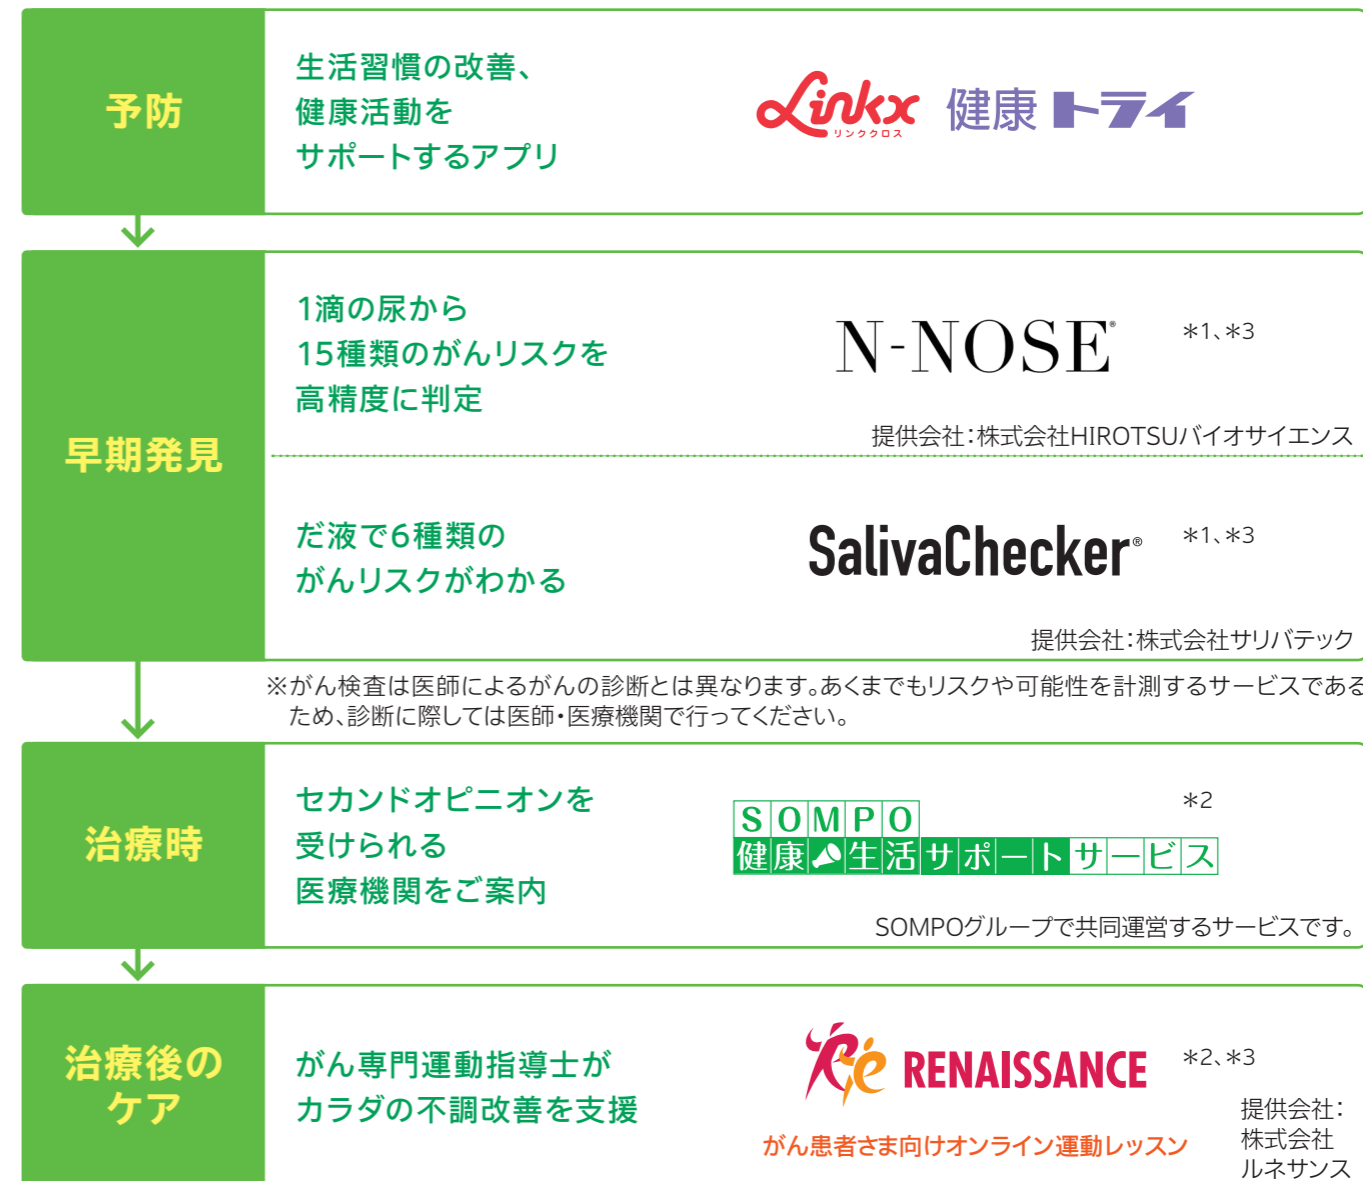 予防
生活習慣の改善、
健康活動を
サポートするアプリ
Linkx
リンククロス
健康トライ
早期発見
1滴の尿から
15種類のがんリスクを
高精度に判定
N-NOSE®
*1、*3
提供会社：株式会社HIROTSUバイオサイエンス
だ液で6種類の
がんリスクがわかる
SalivaChecker®
*1、*3
提供会社：株式会社サリバテック
※がん検査は医師によるがんの診断とは異なります。あくまでもリスクや可能性を計測するサービスである
ため、診断に際しては医師・医療機関で行ってください。
治療時
セカンドオピニオンを
受けられる
医療機関をご案内
SOMPO
健康生活サポートサービス
*2
SOMPOグループで共同運営するサービスです。
治療後の
ケア
がん専門運動指導士が
カラダの不調改善を支援
Ré RENAISSANCE
*2、*3
がん患者さま向けオンライン運動レッスン
提供会社：
株式会社
ルネサンス